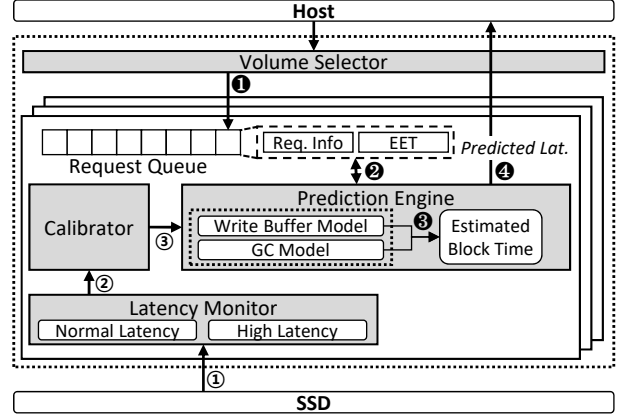 Host
Volume Selector
❶
Req. Info EET
Request Queue
Predicted Lat.
❷ ❹
Prediction Engine
Calibrator
③
Write Buffer Model
GC Model
❸
Estimated
Block Time
②
Latency Monitor
Normal Latency High Latency
①
SSD